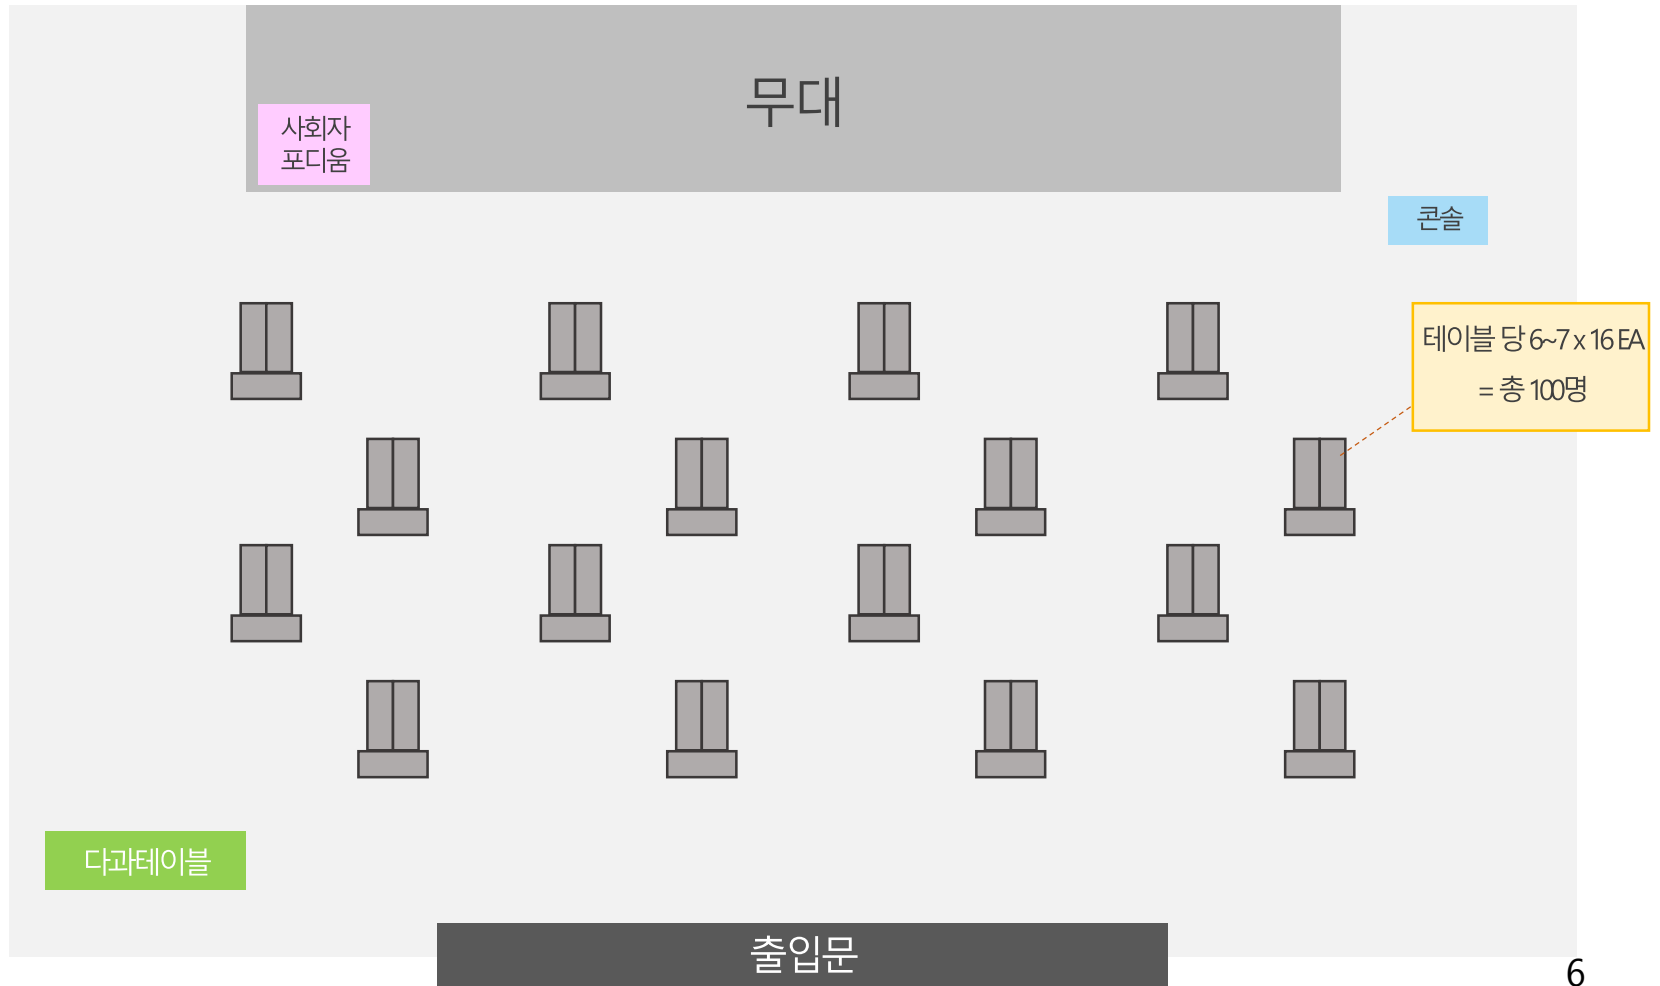 무대
사회자
포디움
콘솔
테이블 당 6~7 x 16 EA
= 총 100명
다과테이블
출입문
6